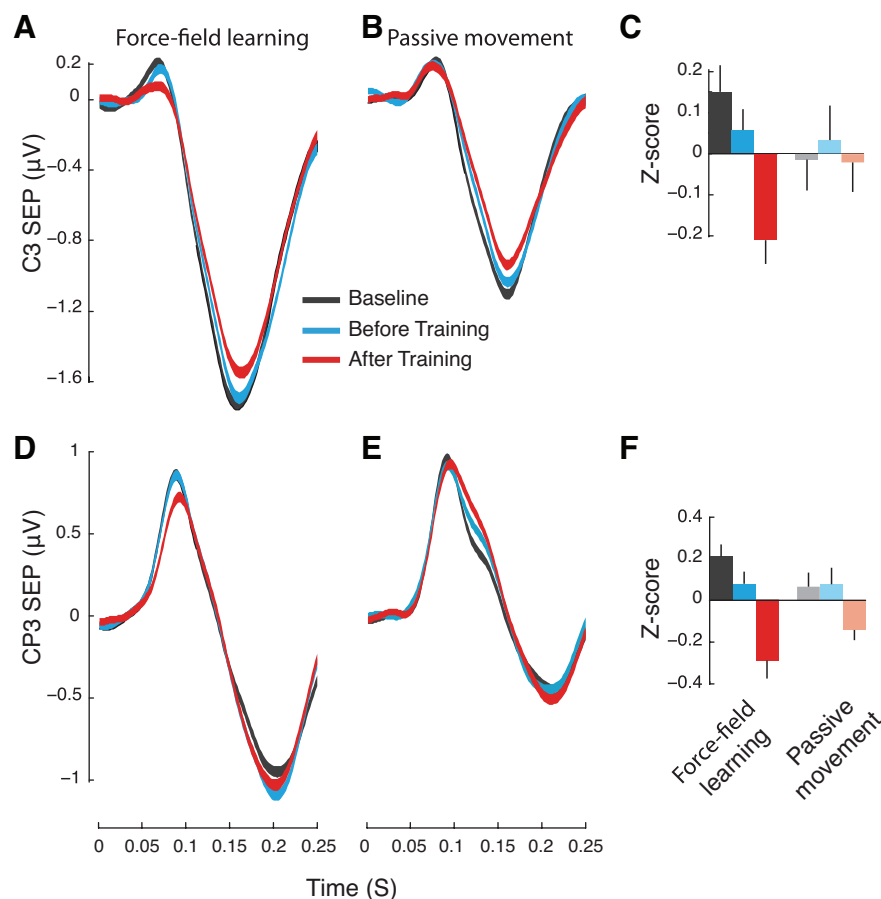 A
Force-field learning
B
Passive movement
C
C3 SEP (µV)
0.2
0
−0.4
−0.8
−1.2
−1.6
Baseline
Before Training
After Training
Z-score
0.2
0.1
0
−0.1
−0.2
D
E
F
CP3 SEP (µV)
1
0.5
0
−0.5
−1
0 0.05 0.1 0.15 0.2 0.25
0 0.05 0.1 0.15 0.2 0.25
Time (S)
Z-score
0.4
0.2
0
−0.2
−0.4
Force-field
learning
Passive
movement